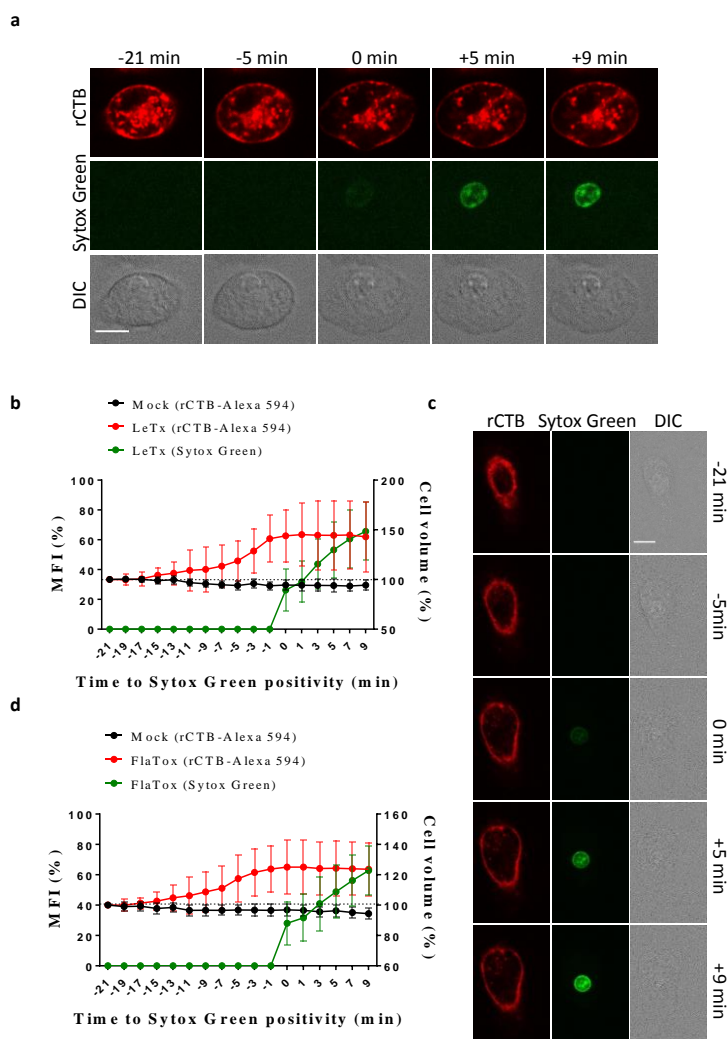 a
-21 min -5 min 0 min +5 min +9 min
rCTB
Sytox Green
DIC
b
Mock (rCTB-Alexa 594)
LeTx (rCTB-Alexa 594)
LeTx (Sytox Green)
100 200
80
60 150
40 100
20
0 50
MFI (%)
Cell volume (%)
-21 -19 -17 -15 -13 -11 -9 -7 -5 -3 -1 0 1 3 5 7 9
Time to Sytox Green positivity (min)
c
rCTB Sytox Green DIC
-21 min
-5min
0 min
+5 min
+9 min
d
Mock (rCTB-Alexa 594)
FlaTox (rCTB-Alexa 594)
FlaTox (Sytox Green)
100 160
80 140
60 120
40 100
20 80
0 60
MFI (%)
Cell volume (%)
-21 -19 -17 -15 -13 -11 -9 -7 -5 -3 -1 0 1 3 5 7 9
Time to Sytox Green positivity (min)